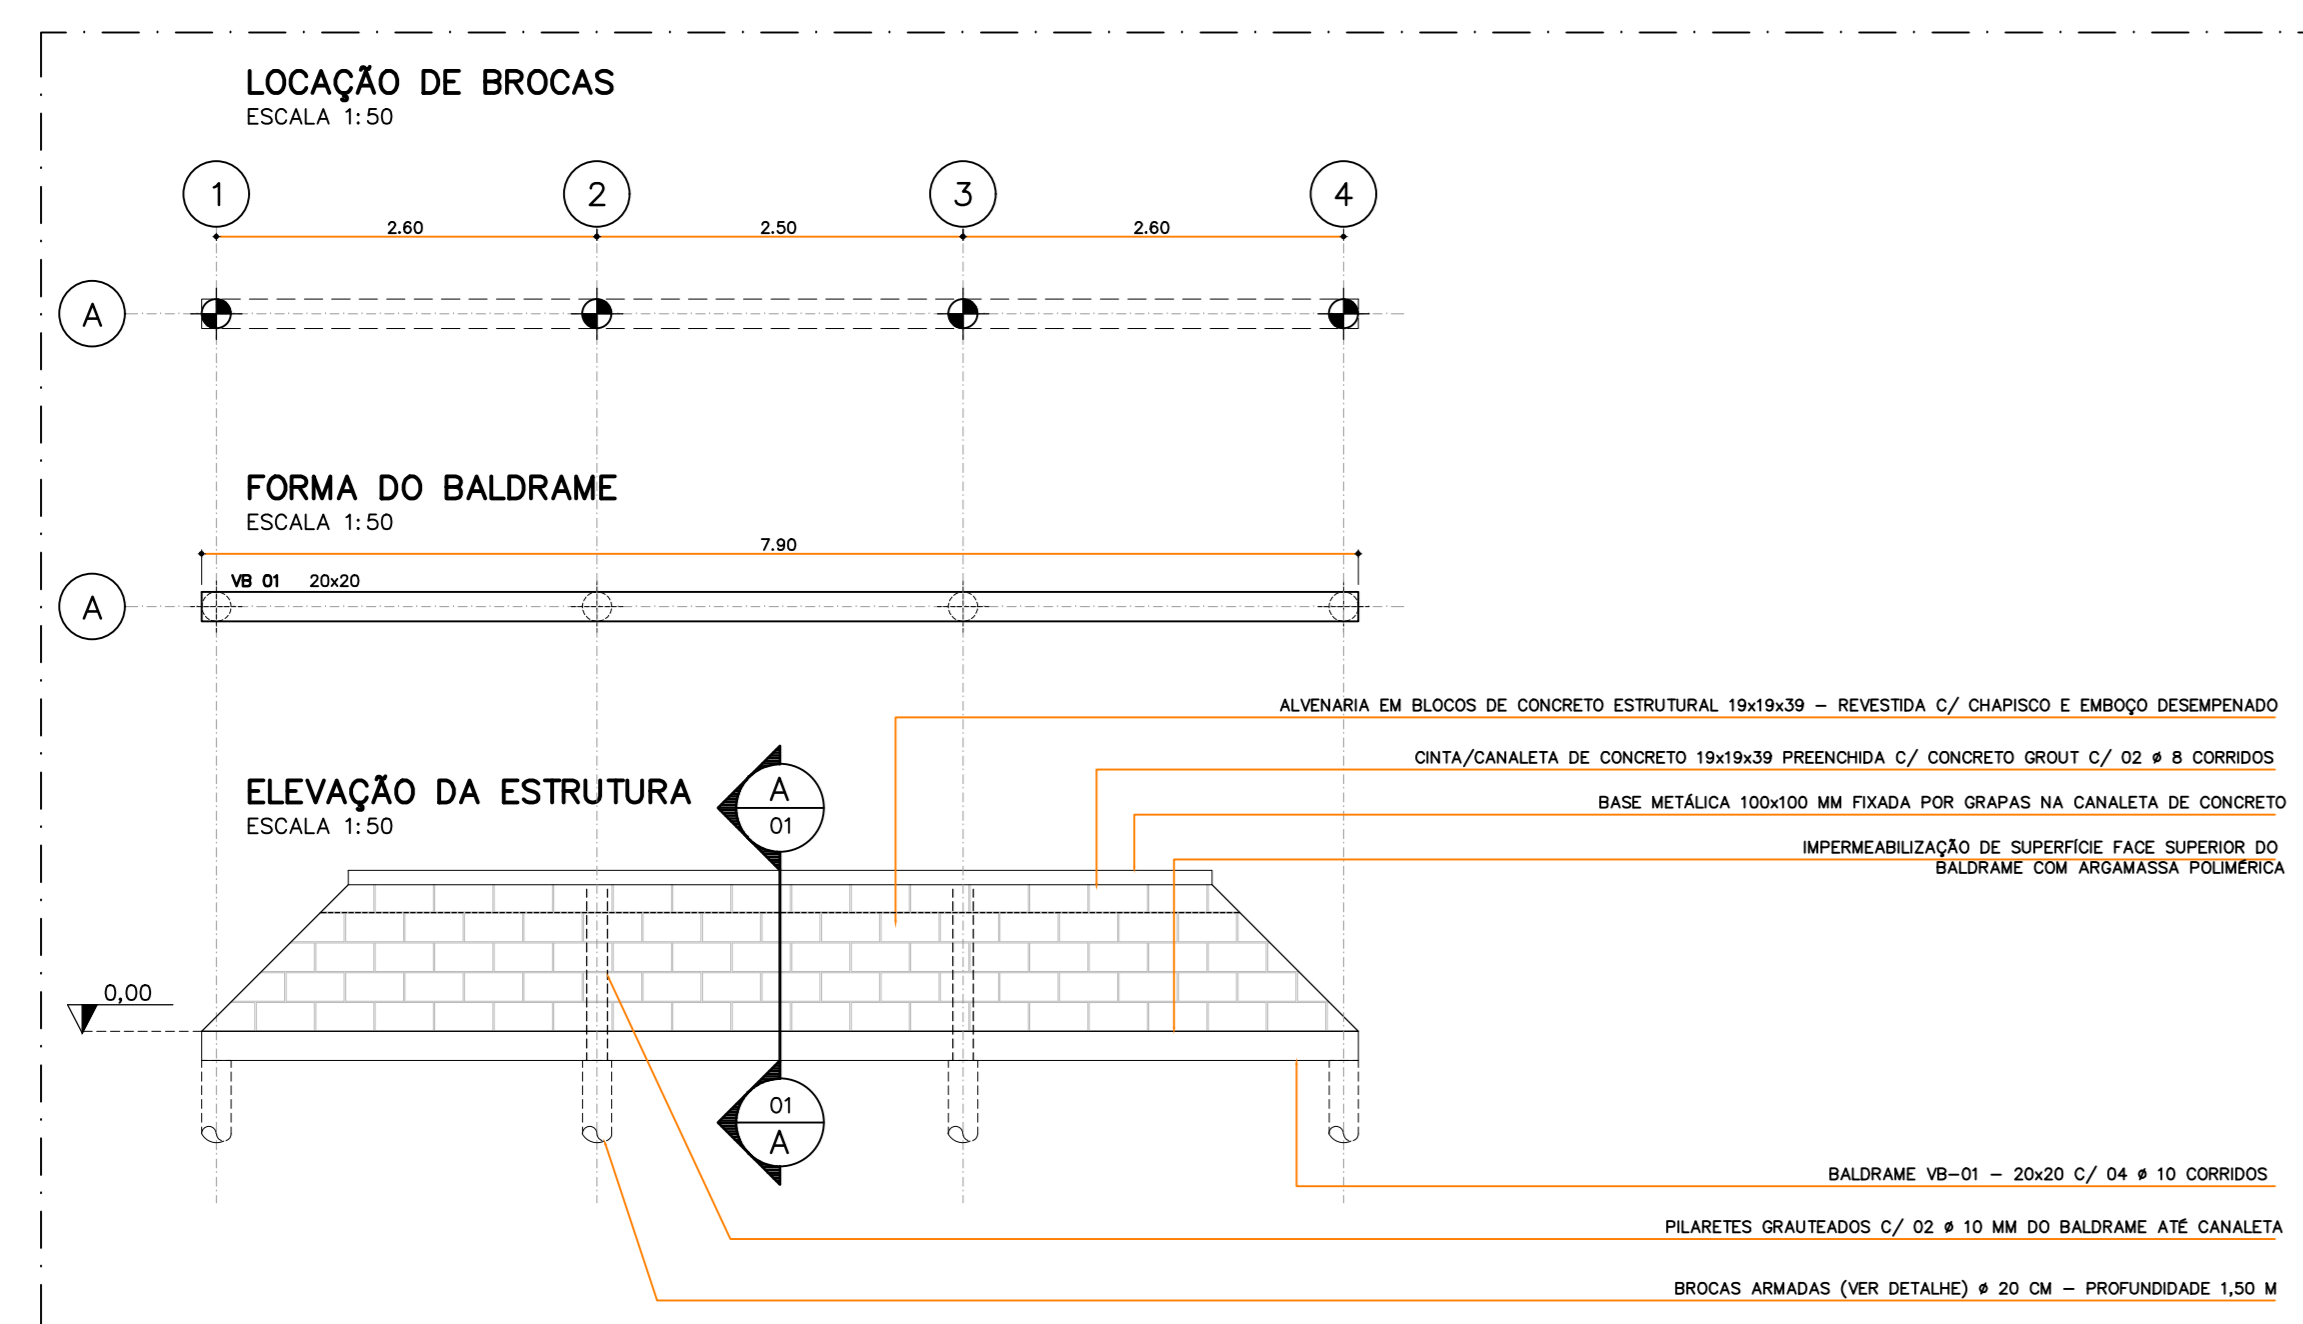 LOCAÇÃO DE BROCAS
ESCALA 1:50
1
2
3
4
2.60
2.50
2.60
A
FORMA DO BALDRAME
ESCALA 1:50
7.90
VB 01 20x20
A
ALVENARIA EM BLOCOS DE CONCRETO ESTRUTURAL 19x19x39 – REVESTIDA C/ CHAPISCO E EMBOÇO DESEMPENADO
CINTA/CANALETA DE CONCRETO 19x19x39 PREENCHIDA C/ CONCRETO GROUT C/ 02 ø 8 CORRIDOS
ELEVAÇÃO DA ESTRUTURA
ESCALA 1:50
A
01
BASE METÁLICA 100x100 MM FIXADA POR GRAPAS NA CANALETA DE CONCRETO
IMPERMEABILIZAÇÃO DE SUPERFÍCIE FACE SUPERIOR DO
BALDRAME COM ARGAMASSA POLIMÉRICA
0,00
01
A
BALDRAME VB–01 – 20x20 C/ 04 ø 10 CORRIDOS
PILARETES GRAUTEADOS C/ 02 ø 10 MM DO BALDRAME ATÉ CANALETA
BROCAS ARMADAS (VER DETALHE) ø 20 CM – PROFUNDIDADE 1,50 M